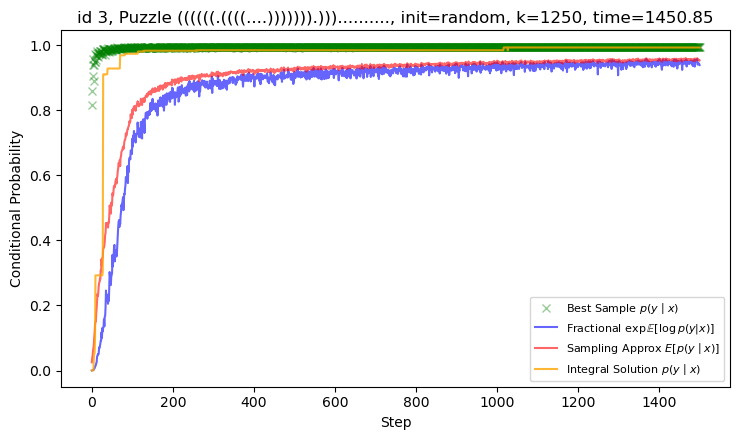 id 3, Puzzle ((((((.((((....))))))).))).........., init=random, k=1250, time=1450.85
1.0
0.8
0.6
0.4
0.2
0.0
Conditional Probability
0 200 400 600 800 1000 1200 1400
Step
Best Sample p(y | x)
Fractional exp𝔼[log p(y|x)]
Sampling Approx E[p(y | x)]
Integral Solution p(y | x)